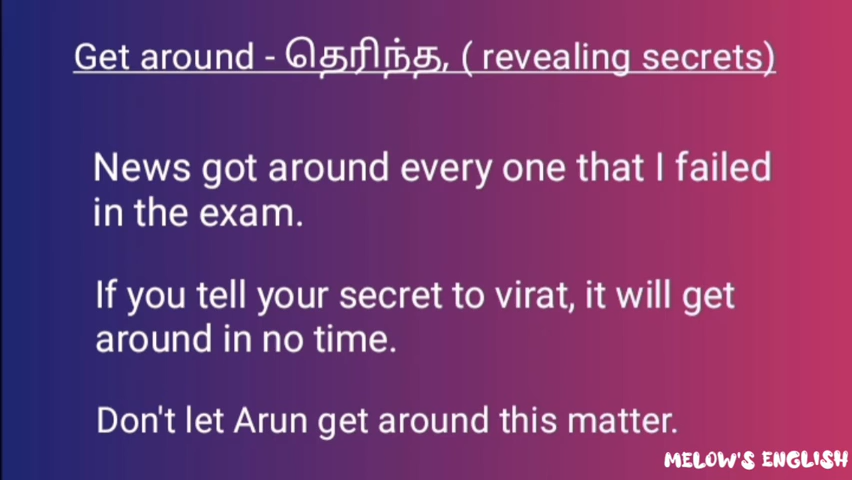 Get around - தெரிந்த, ( revealing secrets)
News got around every one that I failed
in the exam.
If you tell your secret to virat, it will get
around in no time.
Don't let Arun get around this matter.
MELOW'S ENGLISH